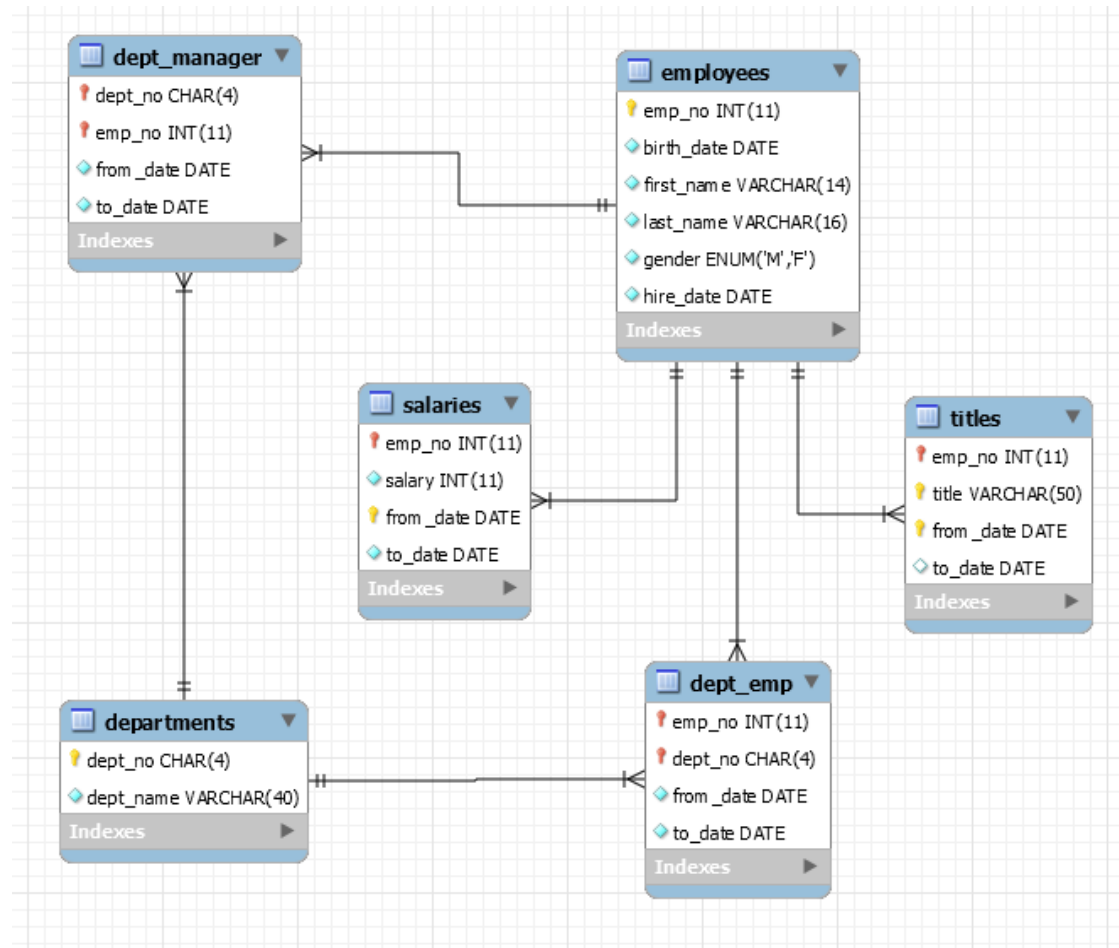 dept_manager
dept_no CHAR(4)
emp_no INT(11)
from_date DATE
to_date DATE
Indexes
employees
emp_no INT(11)
birth_date DATE
first_name VARCHAR(14)
last_name VARCHAR(16)
gender ENUM('M','F')
hire_date DATE
Indexes
salaries
emp_no INT(11)
salary INT(11)
from_date DATE
to_date DATE
Indexes
titles
emp_no INT(11)
title VARCHAR(50)
from_date DATE
to_date DATE
Indexes
departments
dept_no CHAR(4)
dept_name VARCHAR(40)
Indexes
dept_emp
emp_no INT(11)
dept_no CHAR(4)
from_date DATE
to_date DATE
Indexes